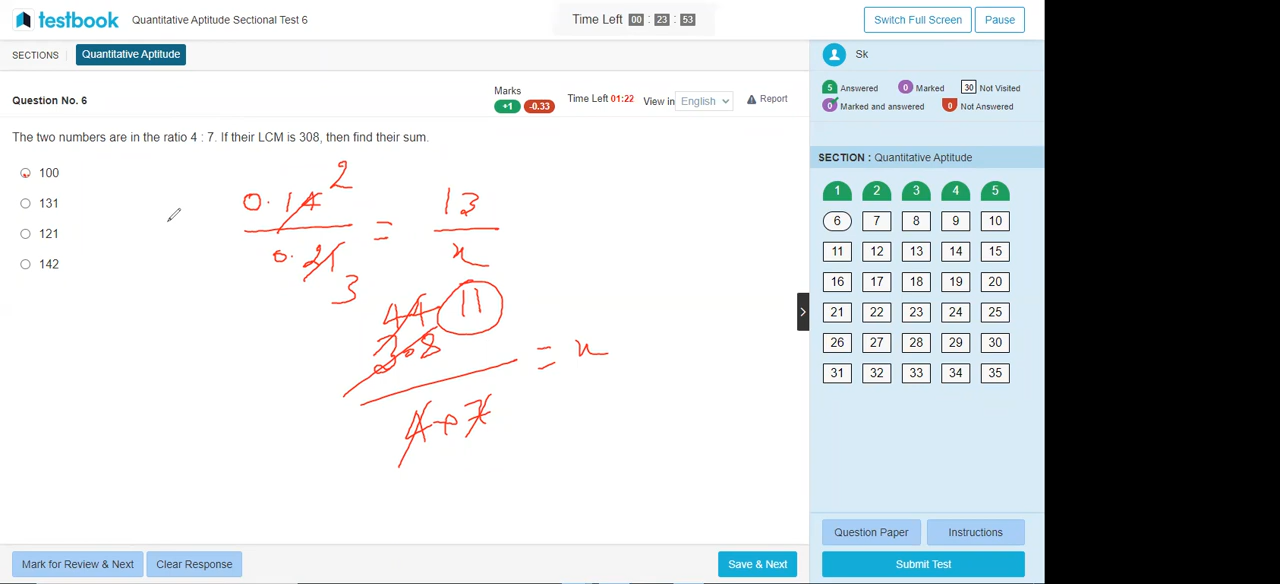 testbook Quantitative Aptitude Sectional Test 6 Time Left 00 : 23 : 53 Switch Full Screen Pause
SECTIONS Quantitative Aptitude
Sk
Question No. 6
Marks
+1 -0.33
Time Left 01:22 View in English Report
5 Answered 0 Marked 30 Not Visited
0 Marked and answered 0 Not Answered
The two numbers are in the ratio 4 : 7. If their LCM is 308, then find their sum.
100
131
121
142
2
0.14 13
= 
0.21 x
3
44 11
308
= x
4 7
SECTION : Quantitative Aptitude
1 2 3 4 5
6 7 8 9 10
11 12 13 14 15
16 17 18 19 20
21 22 23 24 25
26 27 28 29 30
31 32 33 34 35
Question Paper Instructions
Mark for Review & Next Clear Response Save & Next Submit Test